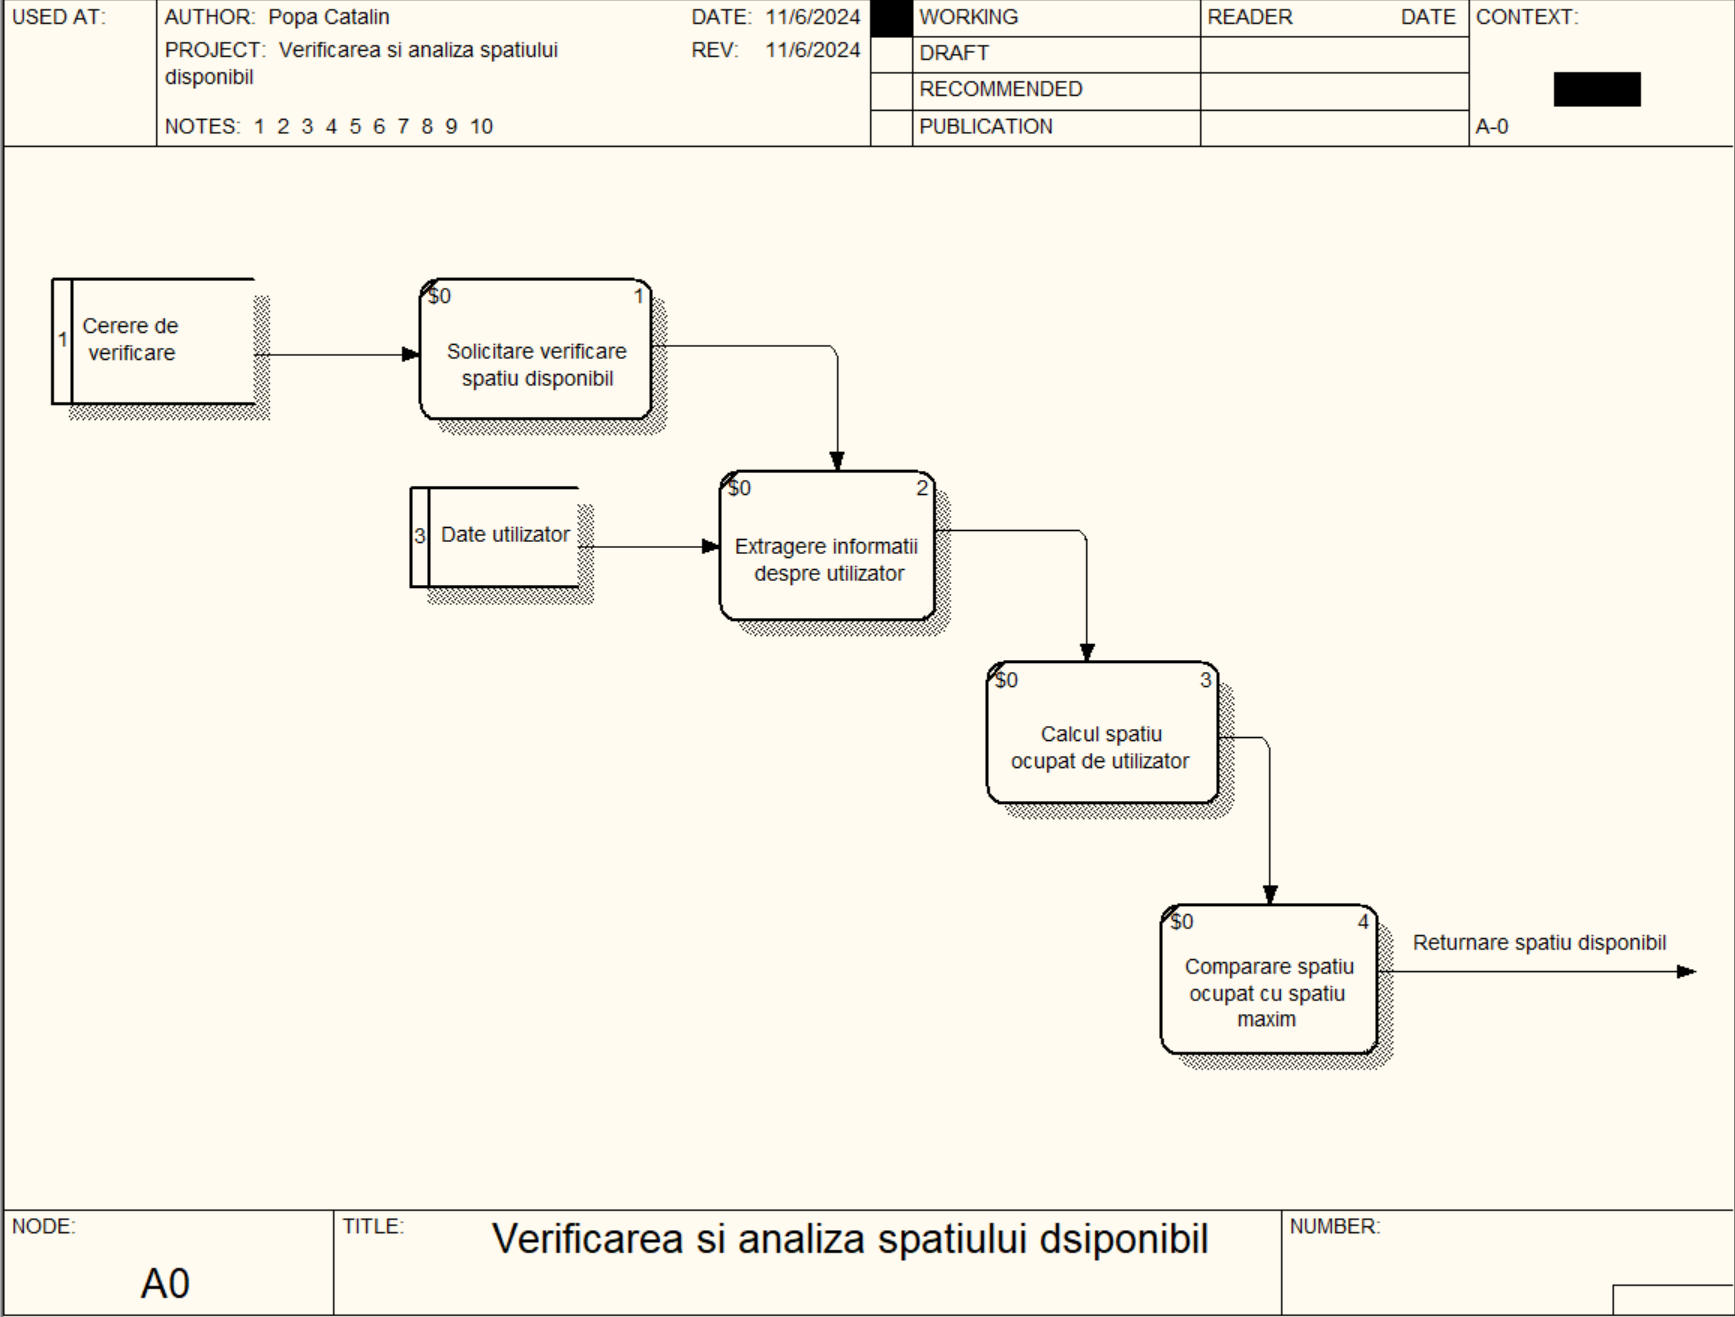 USED AT:
AUTHOR: Popa Catalin
DATE: 11/6/2024
PROJECT: Verificarea si analiza spatiului
disponibil
REV: 11/6/2024
NOTES: 1 2 3 4 5 6 7 8 9 10
WORKING
DRAFT
RECOMMENDED
PUBLICATION
READER DATE
CONTEXT:
A-0
1
Cerere de
verificare
$0 1
Solicitare verificare
spatiu disponibil
3
Date utilizator
$0 2
Extragere informatii
despre utilizator
$0 3
Calcul spatiu
ocupat de utilizator
$0 4
Comparare spatiu
ocupat cu spatiu
maxim
Returnare spatiu disponibil
NODE:
A0
TITLE:
Verificarea si analiza spatiului dsiponibil
NUMBER: